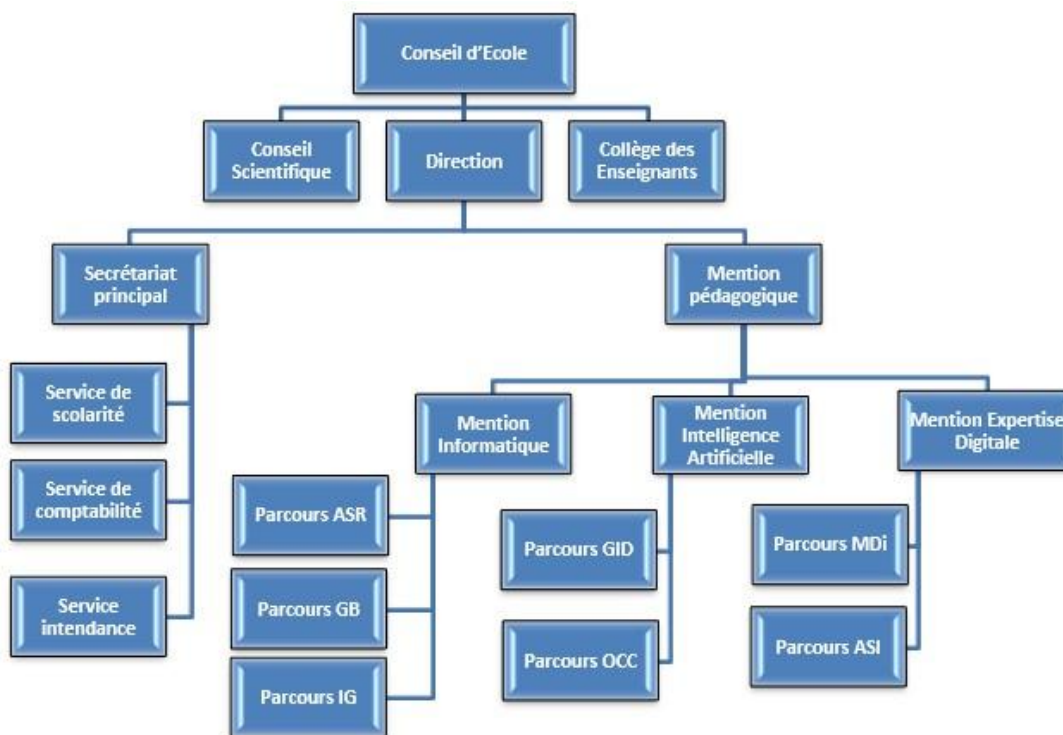 Conseil d'Ecole
Conseil
Scientifique
Direction
Collège des
Enseignants
Secrétariat
principal
Mention
pédagogique
Service de
scolarité
Service de
comptabilité
Service
intendance
Mention
Informatique
Mention
Intelligence
Artificielle
Mention Expertise
Digitale
Parcours ASR
Parcours GB
Parcours IG
Parcours GID
Parcours OCC
Parcours MDi
Parcours ASI